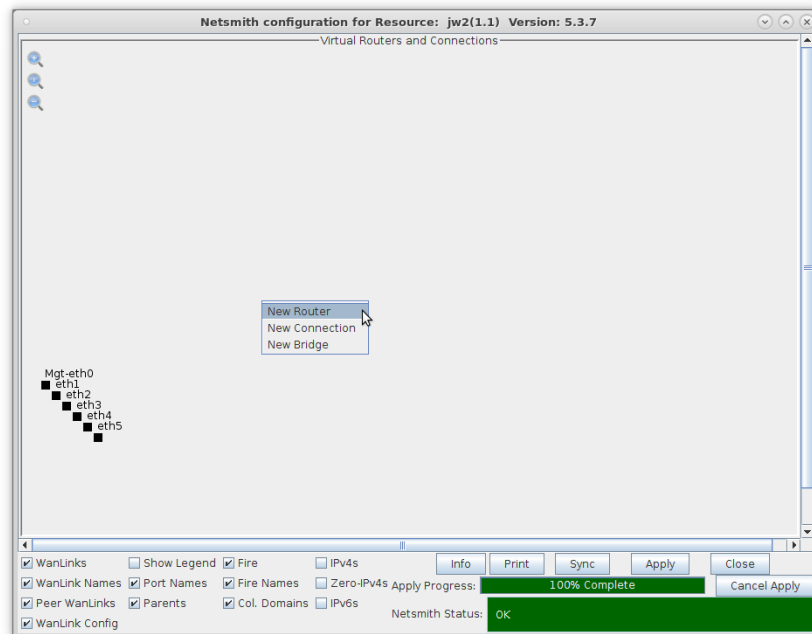 Netsmith configuration for Resource: jw2(1.1) Version: 5.3.7
Virtual Routers and Connections
New Router
New Connection
New Bridge
Mgt-eth0
eth1
eth2
eth3
eth4
eth5
WanLinks Show Legend Fire IPv4s Info Print Sync Apply Close
WanLink Names Port Names Fire Names Zero-IPv4s Apply Progress: 100% Complete Cancel Apply
Peer WanLinks Parents Col. Domains IPv6s
Netsmith Status: OK
WanLink Config